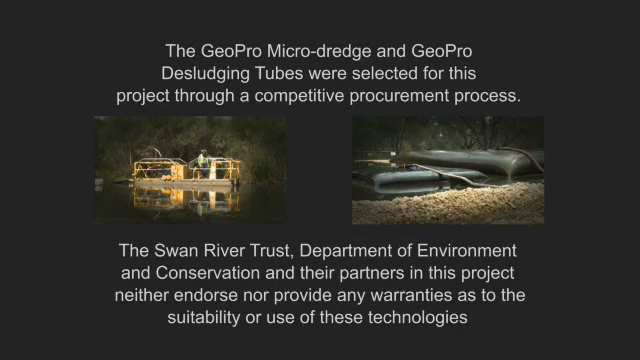 The GeoPro Micro-dredge and GeoPro
Desludging Tubes were selected for this
project through a competitive procurement process.
The Swan River Trust, Department of Environment
and Conservation and their partners in this project
neither endorse nor provide any warranties as to the
suitability or use of these technologies